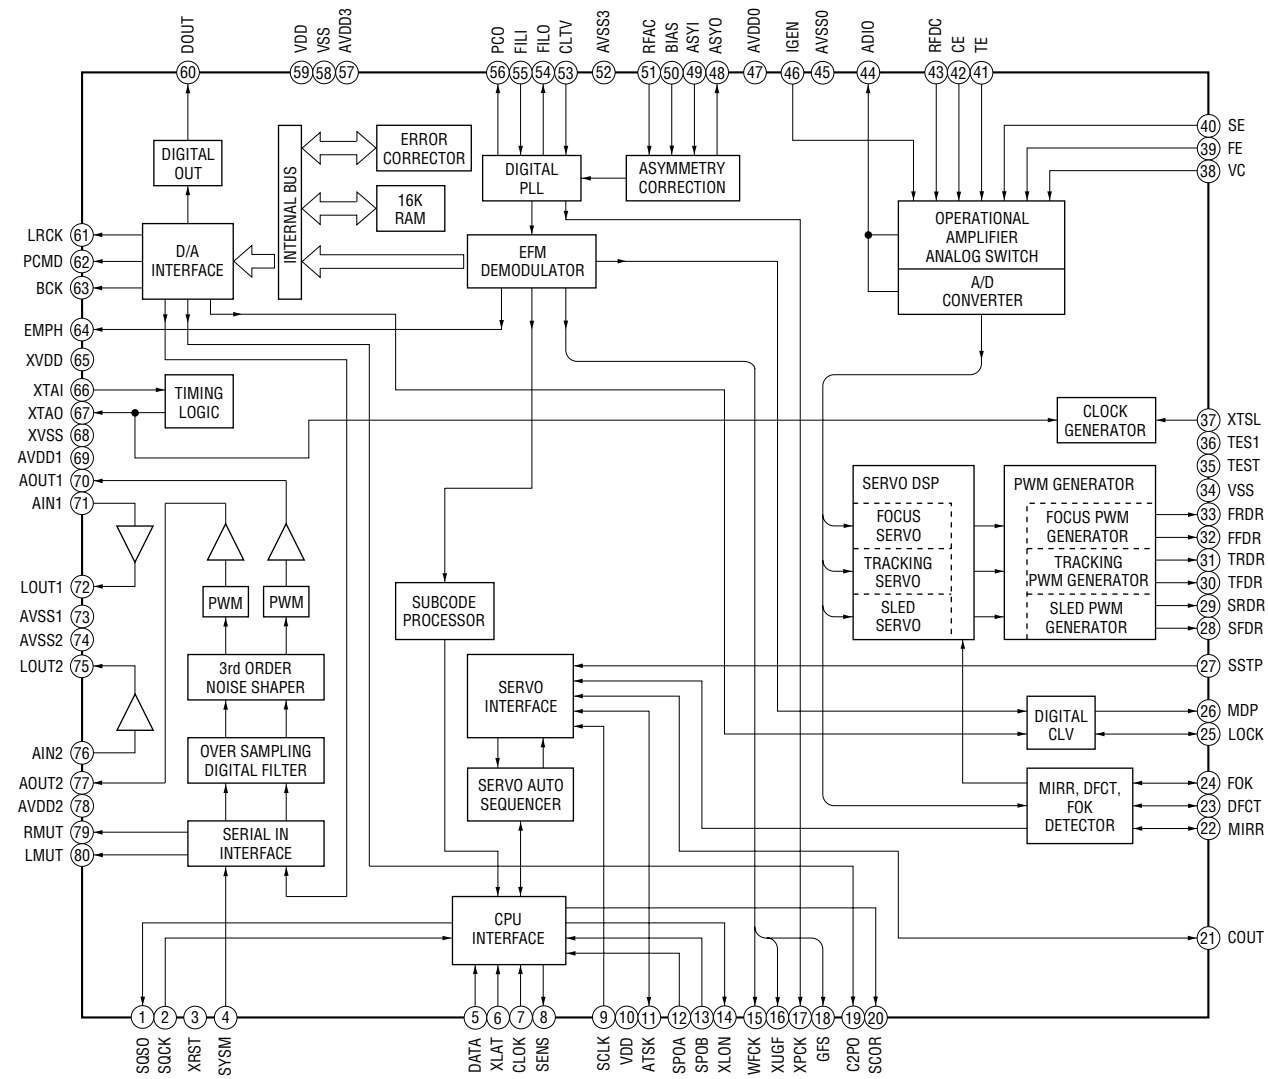 DOUT
VDD
VSS
AVDD3
PCO
FILI
FILO
CLTV
AVSS3
RFAC
BIAS
ASYI
ASYO
AVDD0
IGEN
AVSS0
ADIO
RFDC
CE
TE
60
59
58
57
56
55
54
53
52
51
50
49
48
47
46
45
44
43
42
41
40 SE
39 FE
38 VC
DIGITAL
OUT
INTERNAL BUS
ERROR
CORRECTOR
16K
RAM
DIGITAL
PLL
ASYMMETRY
CORRECTION
OPERATIONAL
AMPLIFIER
ANALOG SWITCH
A/D
CONVERTER
LRCK 61
PCMD 62
BCK 63
D/A
INTERFACE
EFM
DEMODULATOR
EMPH 64
XVDD 65
XTAI 66
XTAO 67
XVSS 68
AVDD1 69
AOUT1 70
AIN1 71
TIMING
LOGIC
CLOCK
GENERATOR
37 XTSL
36 TES1
35 TEST
34 VSS
33 FRDR
32 FFDR
31 TRDR
30 TFDR
29 SRDR
28 SFDR
SERVO DSP
FOCUS
SERVO
TRACKING
SERVO
SLED
SERVO
PWM GENERATOR
FOCUS PWM
GENERATOR
TRACKING
PWM GENERATOR
SLED PWM
GENERATOR
LOUT1 72
AVSS1 73
AVSS2 74
LOUT2 75
AIN2 76
AOUT2 77
AVDD2 78
RMUT 79
LMUT 80
PWM
PWM
3rd ORDER
NOISE SHAPER
OVER SAMPLING
DIGITAL FILTER
SERIAL IN
INTERFACE
SUBCODE
PROCESSOR
SERVO
INTERFACE
SERVO AUTO
SEQUENCER
CPU
INTERFACE
27 SSTP
DIGITAL
CLV
26 MDP
25 LOCK
MIRR, DFCT,
FOK
DETECTOR
24 FOK
23 DFCT
22 MIRR
21 COUT
1
2
3
4
5
6
7
8
9
10
11
12
13
14
15
16
17
18
19
20
SQSO
SQCK
XRST
SYSM
DATA
XLAT
CLOK
SENS
SCLK
VDD
ATSK
SPOA
SPOB
XLON
WFCK
XUGF
XPCK
GFS
C2PO
SCOR